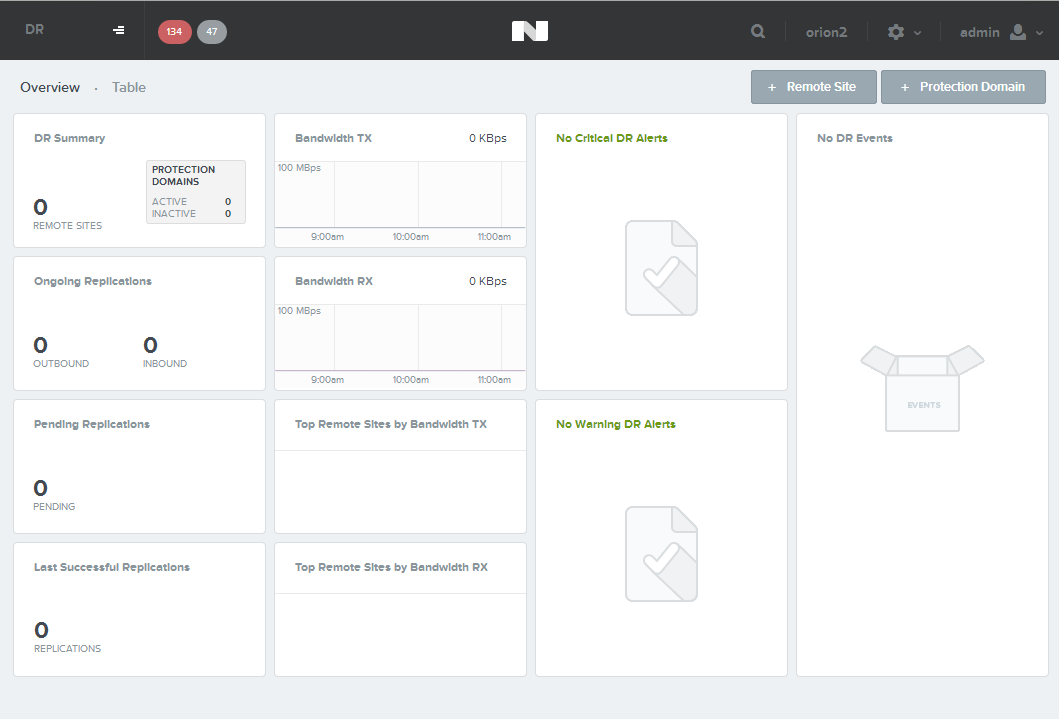 DR
134
47
orion2
admin
Overview · Table
+ Remote Site
+ Protection Domain
DR Summary
PROTECTION
DOMAINS
ACTIVE 0
INACTIVE 0
0
REMOTE SITES
Bandwidth TX 0 KBps
100 MBps
9:00am 10:00am 11:00am
No Critical DR Alerts
No DR Events
EVENTS
Ongoing Replications
0 0
OUTBOUND INBOUND
Bandwidth RX 0 KBps
100 MBps
9:00am 10:00am 11:00am
Pending Replications
0
PENDING
Top Remote Sites by Bandwidth TX
No Warning DR Alerts
Last Successful Replications
0
REPLICATIONS
Top Remote Sites by Bandwidth RX